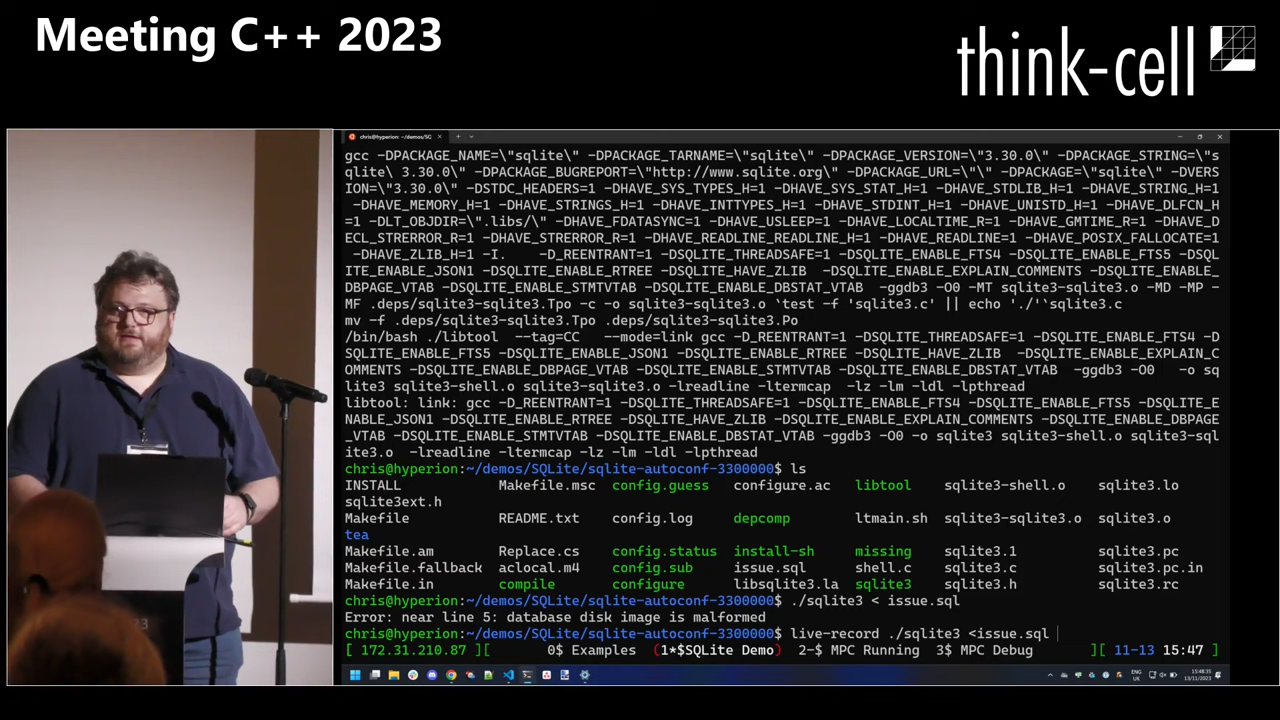 Meeting C++ 2023
think-cell
chris@hyperion: ~/demos/SQ
gcc -DPACKAGE_NAME=\"sqlite\" -DPACKAGE_TARNAME=\"sqlite\" -DPACKAGE_VERSION=\"3.30.0\" -DPACKAGE_STRING=\"s
qlite\ 3.30.0\" -DPACKAGE_BUGREPORT=\"http://www.sqlite.org\" -DPACKAGE_URL=\"\" -DPACKAGE=\"sqlite\" -DVERS
ION=\"3.30.0\" -DSTDC_HEADERS=1 -DHAVE_SYS_TYPES_H=1 -DHAVE_SYS_STAT_H=1 -DHAVE_STDLIB_H=1 -DHAVE_STRING_H=1
-DHAVE_MEMORY_H=1 -DHAVE_STRINGS_H=1 -DHAVE_INTTYPES_H=1 -DHAVE_STDINT_H=1 -DHAVE_UNISTD_H=1 -DHAVE_DLFCN_H
=1 -DLT_OBJDIR=\".libs/\" -DHAVE_FDATASYNC=1 -DHAVE_USLEEP=1 -DHAVE_LOCALTIME_R=1 -DHAVE_GMTIME_R=1 -DHAVE_D
ECL_STRERROR_R=1 -DHAVE_STRERROR_R=1 -DHAVE_READLINE_READLINE_H=1 -DHAVE_READLINE=1 -DHAVE_POSIX_FALLOCATE=1
-DHAVE_ZLIB_H=1 -I. -D_REENTRANT=1 -DSQLITE_THREADSAFE=1 -DSQLITE_ENABLE_FTS4 -DSQLITE_ENABLE_FTS5 -DSQL
ITE_ENABLE_JSON1 -DSQLITE_ENABLE_RTREE -DSQLITE_HAVE_ZLIB -DSQLITE_ENABLE_EXPLAIN_COMMENTS -DSQLITE_ENABLE_
DBPAGE_VTAB -DSQLITE_ENABLE_STMTVTAB -DSQLITE_ENABLE_DBSTAT_VTAB -ggdb3 -O0 -MT sqlite3-sqlite3.o -MD -MP -
MF .deps/sqlite3-sqlite3.Tpo -c -o sqlite3-sqlite3.o `test -f 'sqlite3.c' || echo './'`sqlite3.c
mv -f .deps/sqlite3-sqlite3.Tpo .deps/sqlite3-sqlite3.Po
/bin/bash ./libtool --tag=CC --mode=link gcc -D_REENTRANT=1 -DSQLITE_THREADSAFE=1 -DSQLITE_ENABLE_FTS4 -D
SQLITE_ENABLE_FTS5 -DSQLITE_ENABLE_JSON1 -DSQLITE_ENABLE_RTREE -DSQLITE_HAVE_ZLIB -DSQLITE_ENABLE_EXPLAIN_C
OMMENTS -DSQLITE_ENABLE_DBPAGE_VTAB -DSQLITE_ENABLE_STMTVTAB -DSQLITE_ENABLE_DBSTAT_VTAB -ggdb3 -O0 -o sq
lite3 sqlite3-shell.o sqlite3-sqlite3.o -lreadline -ltermcap -lz -lm -ldl -lpthread
libtool: link: gcc -D_REENTRANT=1 -DSQLITE_THREADSAFE=1 -DSQLITE_ENABLE_FTS4 -DSQLITE_ENABLE_FTS5 -DSQLITE_E
NABLE_JSON1 -DSQLITE_ENABLE_RTREE -DSQLITE_HAVE_ZLIB -DSQLITE_ENABLE_EXPLAIN_COMMENTS -DSQLITE_ENABLE_DBPAGE
_VTAB -DSQLITE_ENABLE_STMTVTAB -DSQLITE_ENABLE_DBSTAT_VTAB -ggdb3 -O0 -o sqlite3 sqlite3-shell.o sqlite3-sql
ite3.o -lreadline -ltermcap -lz -lm -ldl -lpthread
chris@hyperion:~/demos/SQLite/sqlite-autoconf-3300000$ ls
INSTALL Makefile.msc config.guess configure.ac libtool sqlite3-shell.o sqlite3.lo
sqlite3ext.h
Makefile README.txt config.log depcomp ltmain.sh sqlite3-sqlite3.o sqlite3.o
tea
Makefile.am Replace.cs config.status install-sh missing sqlite3.1 sqlite3.pc
Makefile.fallback aclocal.m4 config.sub issue.sql shell.c sqlite3.c sqlite3.pc.in
Makefile.in compile configure libsqlite3.la sqlite3 sqlite3.h sqlite3.rc
chris@hyperion:~/demos/SQLite/sqlite-autoconf-3300000$ ./sqlite3 < issue.sql
Error: near line 5: database disk image is malformed
chris@hyperion:~/demos/SQLite/sqlite-autoconf-3300000$ live-record ./sqlite3 <issue.sql
[ 172.31.210.87 ][ 0$ Examples (1*$SQLite Demo) 2-$ MPC Running 3$ MPC Debug ][ 11-13 15:47 ]
ENG
UK
15:48:35
13/11/2023